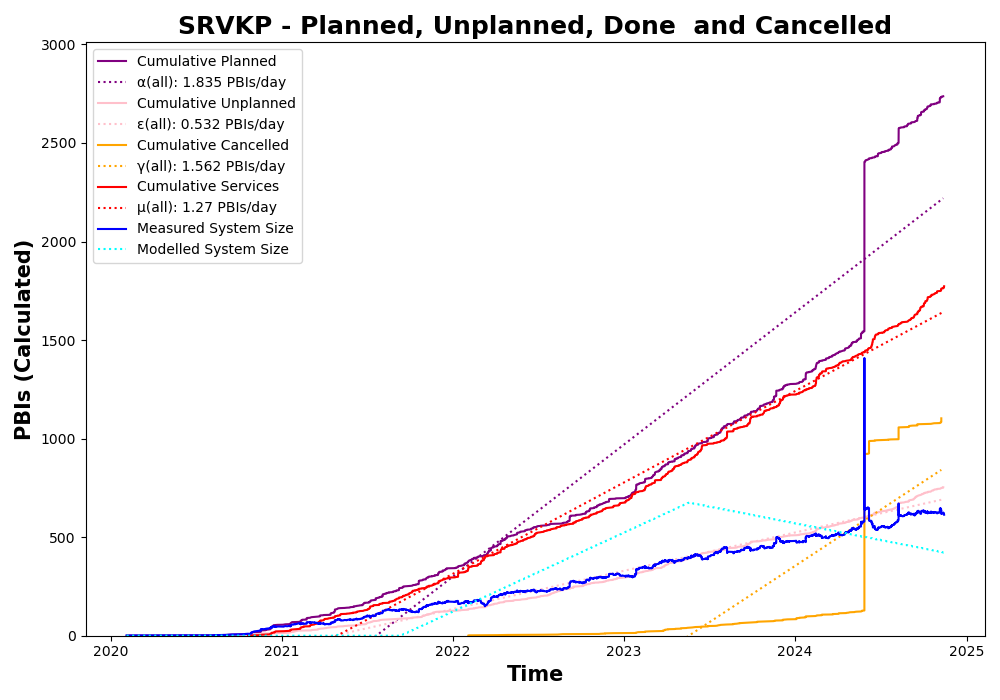 SRVKP - Planned, Unplanned, Done  and Cancelled
3000
2500
2000
1500
1000
500
0
PBIs (Calculated)
Cumulative Planned
α(all): 1.835 PBIs/day
Cumulative Unplanned
ε(all): 0.532 PBIs/day
Cumulative Cancelled
γ(all): 1.562 PBIs/day
Cumulative Services
μ(all): 1.27 PBIs/day
Measured System Size
Modelled System Size
2020 2021 2022 2023 2024 2025
Time